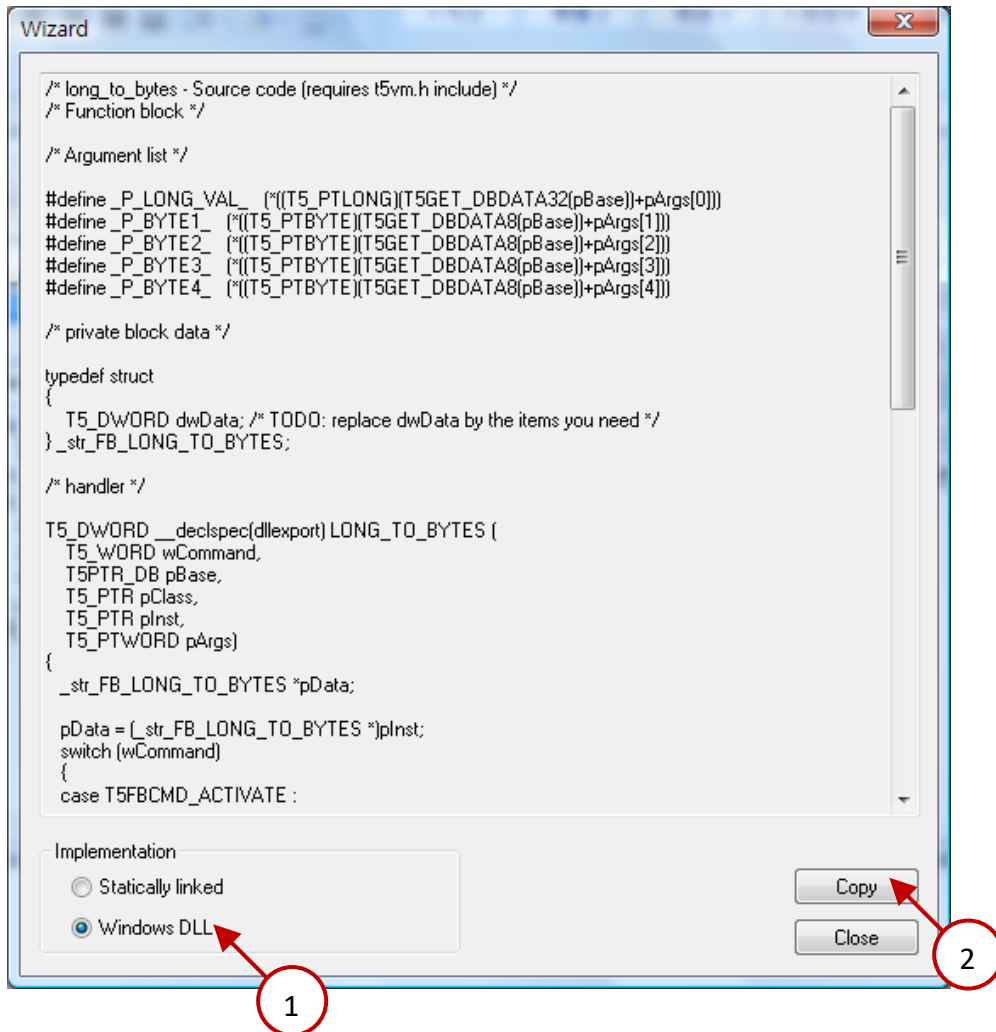 Wizard
/* long_to_bytes - Source code (requires t5vm.h include) */
/* Function block */
/* Argument list */
#define _P_LONG_VAL_ (*((T5_PTLONG)(T5GET_DBDATA32(pBase))+pArgs[0]))
#define _P_BYTE1_ (*((T5_PTBYTE)(T5GET_DBDATA8(pBase))+pArgs[1]))
#define _P_BYTE2_ (*((T5_PTBYTE)(T5GET_DBDATA8(pBase))+pArgs[2]))
#define _P_BYTE3_ (*((T5_PTBYTE)(T5GET_DBDATA8(pBase))+pArgs[3]))
#define _P_BYTE4_ (*((T5_PTBYTE)(T5GET_DBDATA8(pBase))+pArgs[4]))
/* private block data */
typedef struct
{
T5_DWORD dwData; /* TODO: replace dwData by the items you need */
} _str_FB_LONG_TO_BYTES;
/* handler */
T5_DWORD __declspec(dllexport) LONG_TO_BYTES (
T5_WORD wCommand,
T5PTR_DB pBase,
T5_PTR pClass,
T5_PTR pInst,
T5_PTWORD pArgs)
{
_str_FB_LONG_TO_BYTES *pData;
pData = (_str_FB_LONG_TO_BYTES *)pInst;
switch (wCommand)
{
case T5FBCMD_ACTIVATE :
Implementation
Statically linked
Windows DLL
Copy
Close
1
2